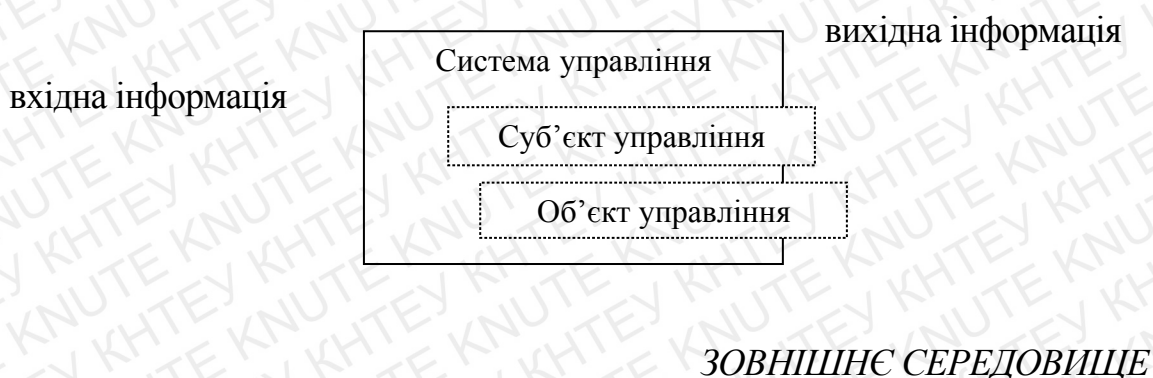 вихідна інформація
Система управління
вхідна інформація
Суб’єкт управління
Об’єкт управління
ЗОВНІШНЄ СЕРЕДОВИЩЕ